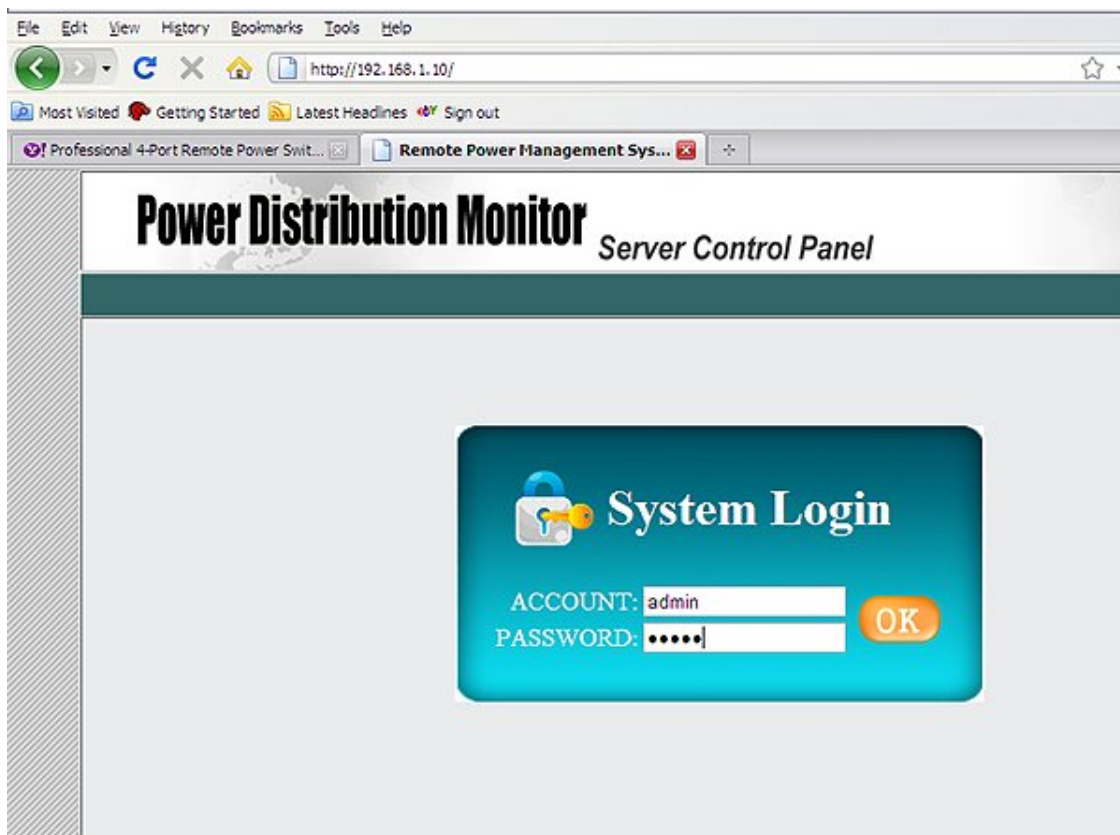 File Edit View History Bookmarks Tools Help
http://192.168.1.10/
Most Visited Getting Started Latest Headlines Sign out
Professional 4-Port Remote Power Swit... Remote Power Management Sys...
Power Distribution Monitor Server Control Panel
System Login
ACCOUNT: admin
PASSWORD: •••••
OK